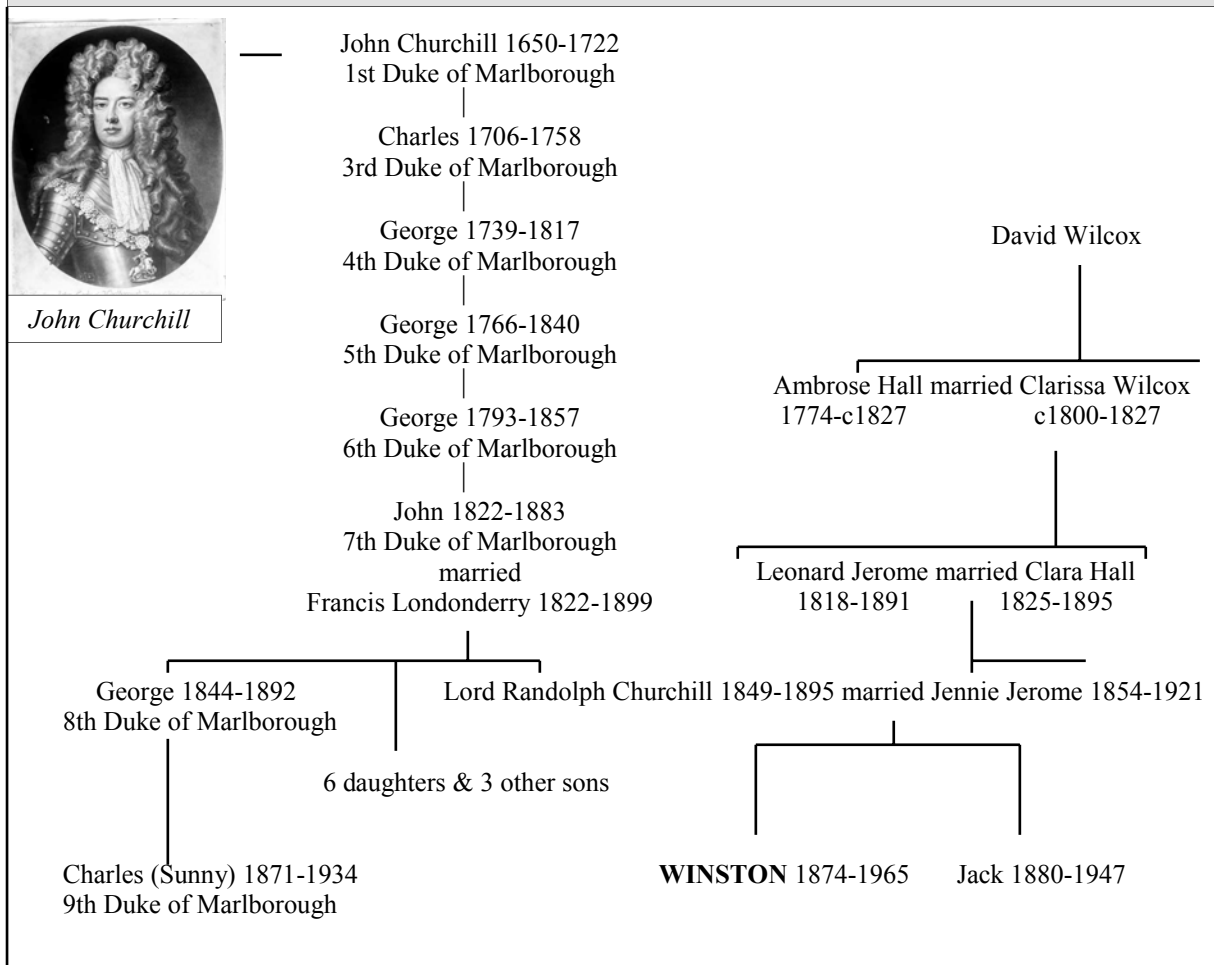 John Churchill 1650-1722
1st Duke of Marlborough
Charles 1706-1758
3rd Duke of Marlborough
George 1739-1817
4th Duke of Marlborough
David Wilcox
John Churchill
George 1766-1840
5th Duke of Marlborough
Ambrose Hall married Clarissa Wilcox
1774-c1827 c1800-1827
George 1793-1857
6th Duke of Marlborough
John 1822-1883
7th Duke of Marlborough
married
Francis Londonderry 1822-1899
Leonard Jerome married Clara Hall
1818-1891 1825-1895
George 1844-1892
8th Duke of Marlborough
Lord Randolph Churchill 1849-1895 married Jennie Jerome 1854-1921
6 daughters & 3 other sons
Charles (Sunny) 1871-1934
9th Duke of Marlborough
WINSTON 1874-1965
Jack 1880-1947